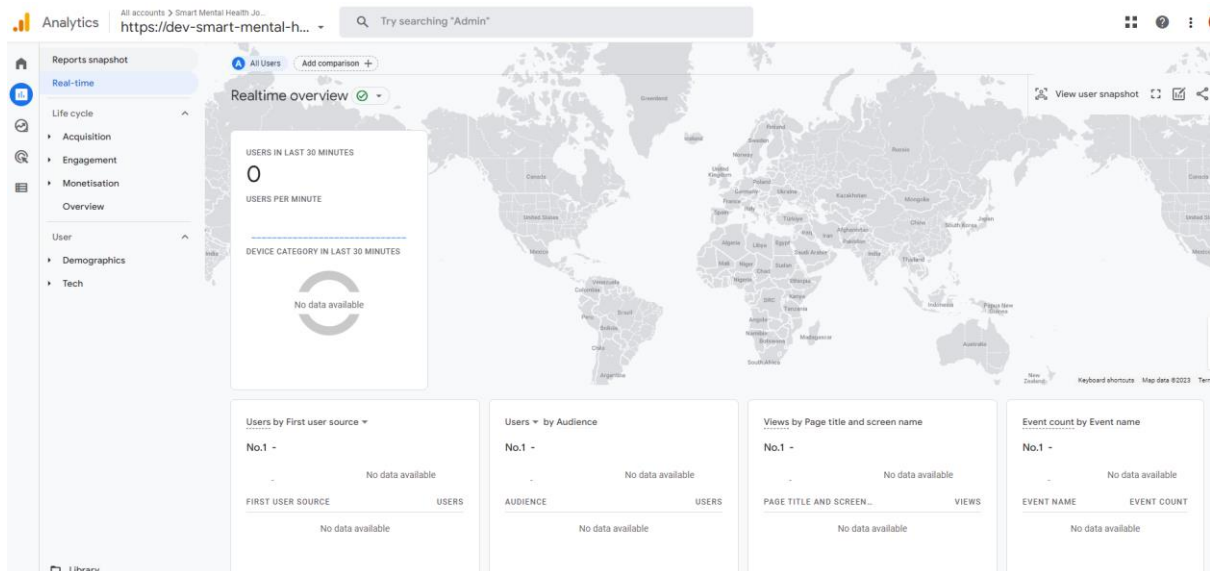 All accounts > Smart Mental Health Jo...
Analytics https://dev-smart-mental-h...
Try searching "Admin"
Reports snapshot
Real-time
Life cycle
Acquisition
Engagement
Monetisation
Overview
User
Demographics
Tech
Library
A All Users Add comparison +
Realtime overview
View user snapshot
USERS IN LAST 30 MINUTES
0
USERS PER MINUTE
DEVICE CATEGORY IN LAST 30 MINUTES
No data available
Greenland
Iceland
Finland
Sweden
Norway
Russia
United Kingdom
Canada
Poland
Germany
Ukraine
France
Kazakhstan
Mongolia
Spain
Italy
United States
Türkiye
China
South Korea
Japan
Iraq
Iran
Afghanistan
Pakistan
Mexico
Algeria
Libya
Egypt
Saudi Arabia
India
India
Thailand
Mali
Niger
Sudan
Chad
Nigeria
Ethiopia
Venezuela
Colombia
DRC
Kenya
Tanzania
Indonesia
Papua New Guinea
Peru
Brazil
Bolivia
Angola
Namibia
Botswana
Madagascar
Chile
South Africa
Australia
Argentina
New Zealand
Canada
United St
Mexico
Keyboard shortcuts Map data ©2023 Ter
Users by First user source
No.1 -
-
No data available
FIRST USER SOURCE USERS
No data available
Users by Audience
No.1 -
-
No data available
AUDIENCE USERS
No data available
Views by Page title and screen name
No.1 -
-
No data available
PAGE TITLE AND SCREEN... VIEWS
No data available
Event count by Event name
No.1 -
-
No data available
EVENT NAME EVENT COUNT
No data available